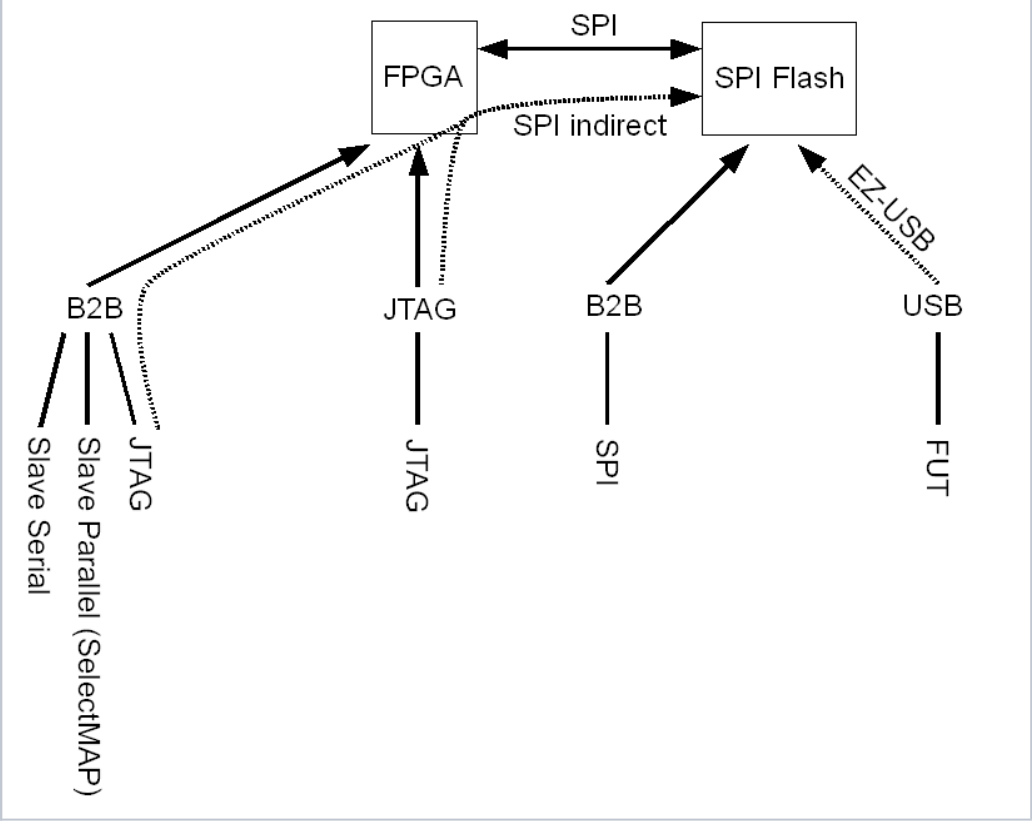 SPI
FPGA
SPI Flash
SPI indirect
EZ-USB
B2B
JTAG
B2B
USB
Slave Serial
Slave Parallel (SelectMAP)
JTAG
JTAG
SPI
FUT